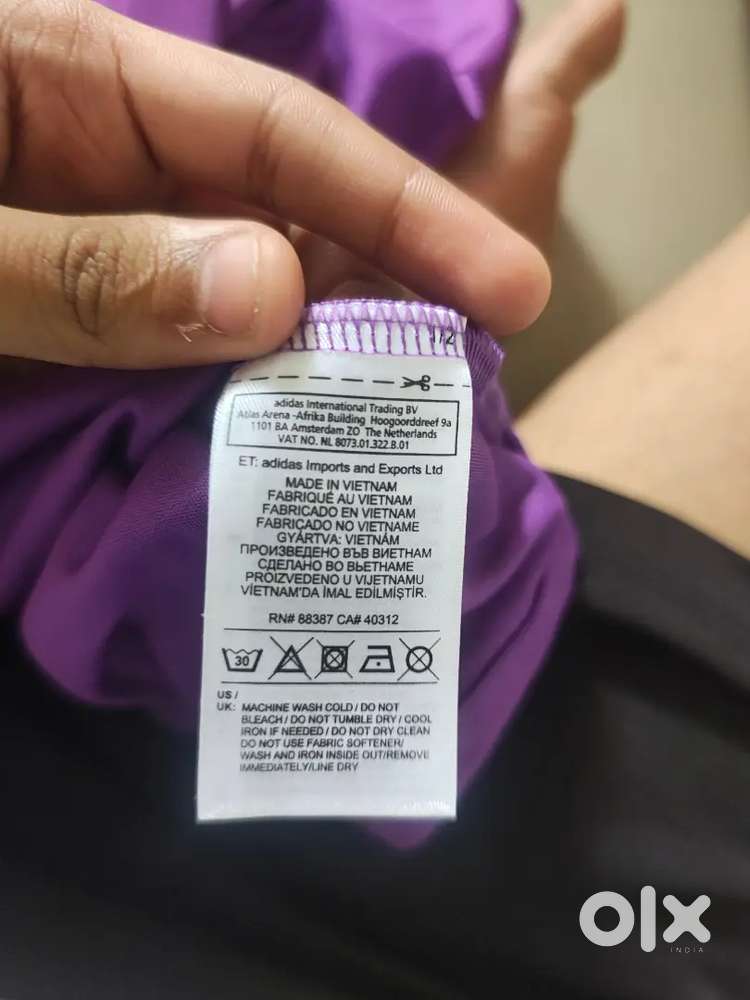 1/2
adidas International Trading BV
Atlas Arena -Afrika Building Hoogoorddreef 9a
1101 BA Amsterdam ZO The Netherlands
VAT NO. NL 8073.01.322.B.01
ET: adidas Imports and Exports Ltd
MADE IN VIETNAM
FABRIQUÉ AU VIETNAM
FABRICADO EN VIETNAM
FABRICADO NO VIETNAME
GYÁRTVA: VIETNÁM
ПРОИЗВЕДЕНО ВЪВ ВИЕТНАМ
СДЕЛАНО ВО ВЬЕТНАМЕ
PROIZVEDENO U VIJETNAMU
VİETNAM'DA İMAL EDİLMİŞTİR.
RN# 88387 CA# 40312
30
US /
UK: MACHINE WASH COLD / DO NOT
BLEACH / DO NOT TUMBLE DRY / COOL
IRON IF NEEDED / DO NOT DRY CLEAN
DO NOT USE FABRIC SOFTENER/
WASH AND IRON INSIDE OUT/REMOVE
IMMEDIATELY/LINE DRY
olx
INDIA